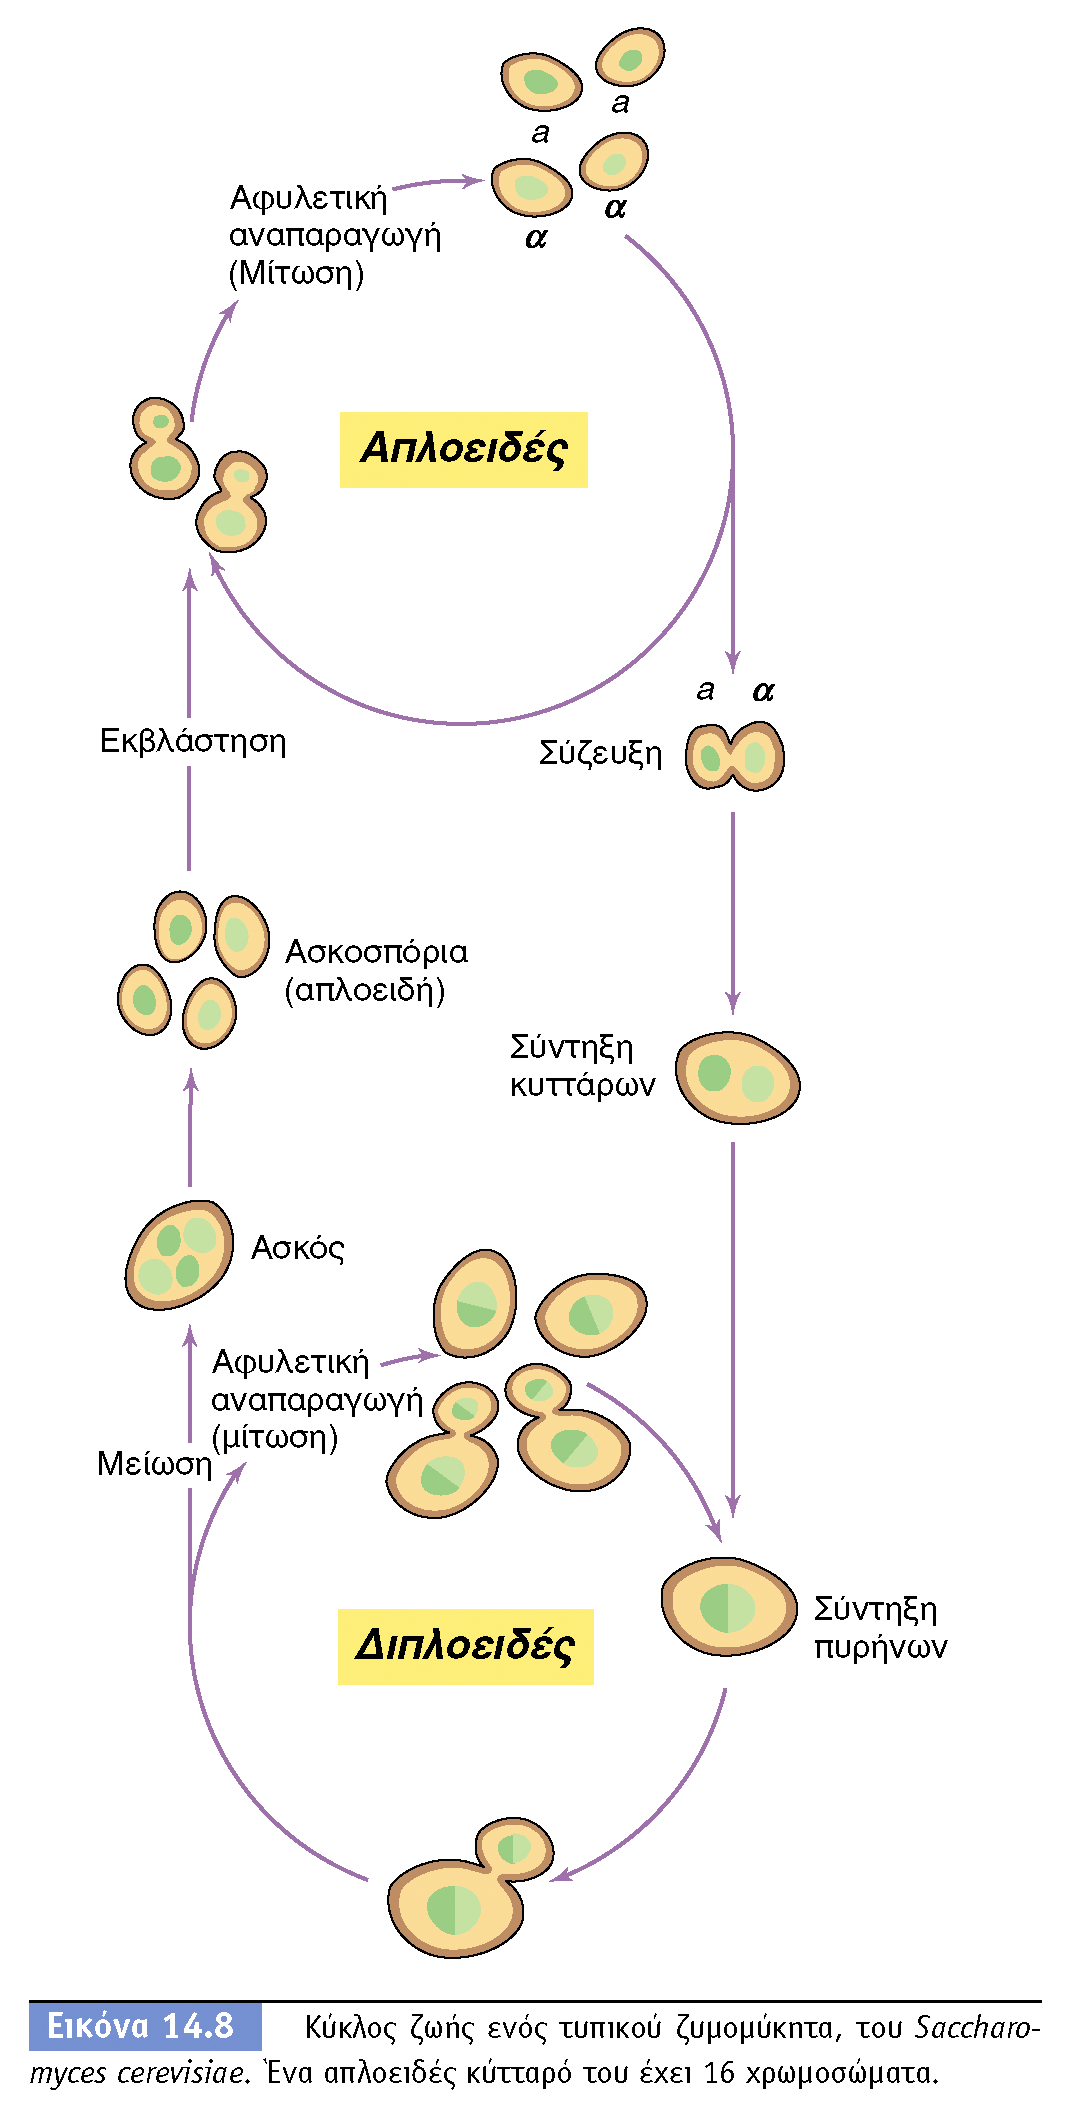 a
a
Αφυλετική
αναπαραγωγή
(Μίτωση)
α
α
Απλοειδές
a α
Εκβλάστηση
Σύζευξη
Ασκοσπόρια
(απλοειδή)
Σύντηξη
κυττάρων
Ασκός
Αφυλετική
αναπαραγωγή
(μίτωση)
Μείωση
Σύντηξη
πυρήνων
Διπλοειδές
Εικόνα 14.8 Κύκλος ζωής ενός τυπικού ζυμομύκητα, του Saccharo-
myces cerevisiae. Ένα απλοειδές κύτταρό του έχει 16 χρωμοσώματα.